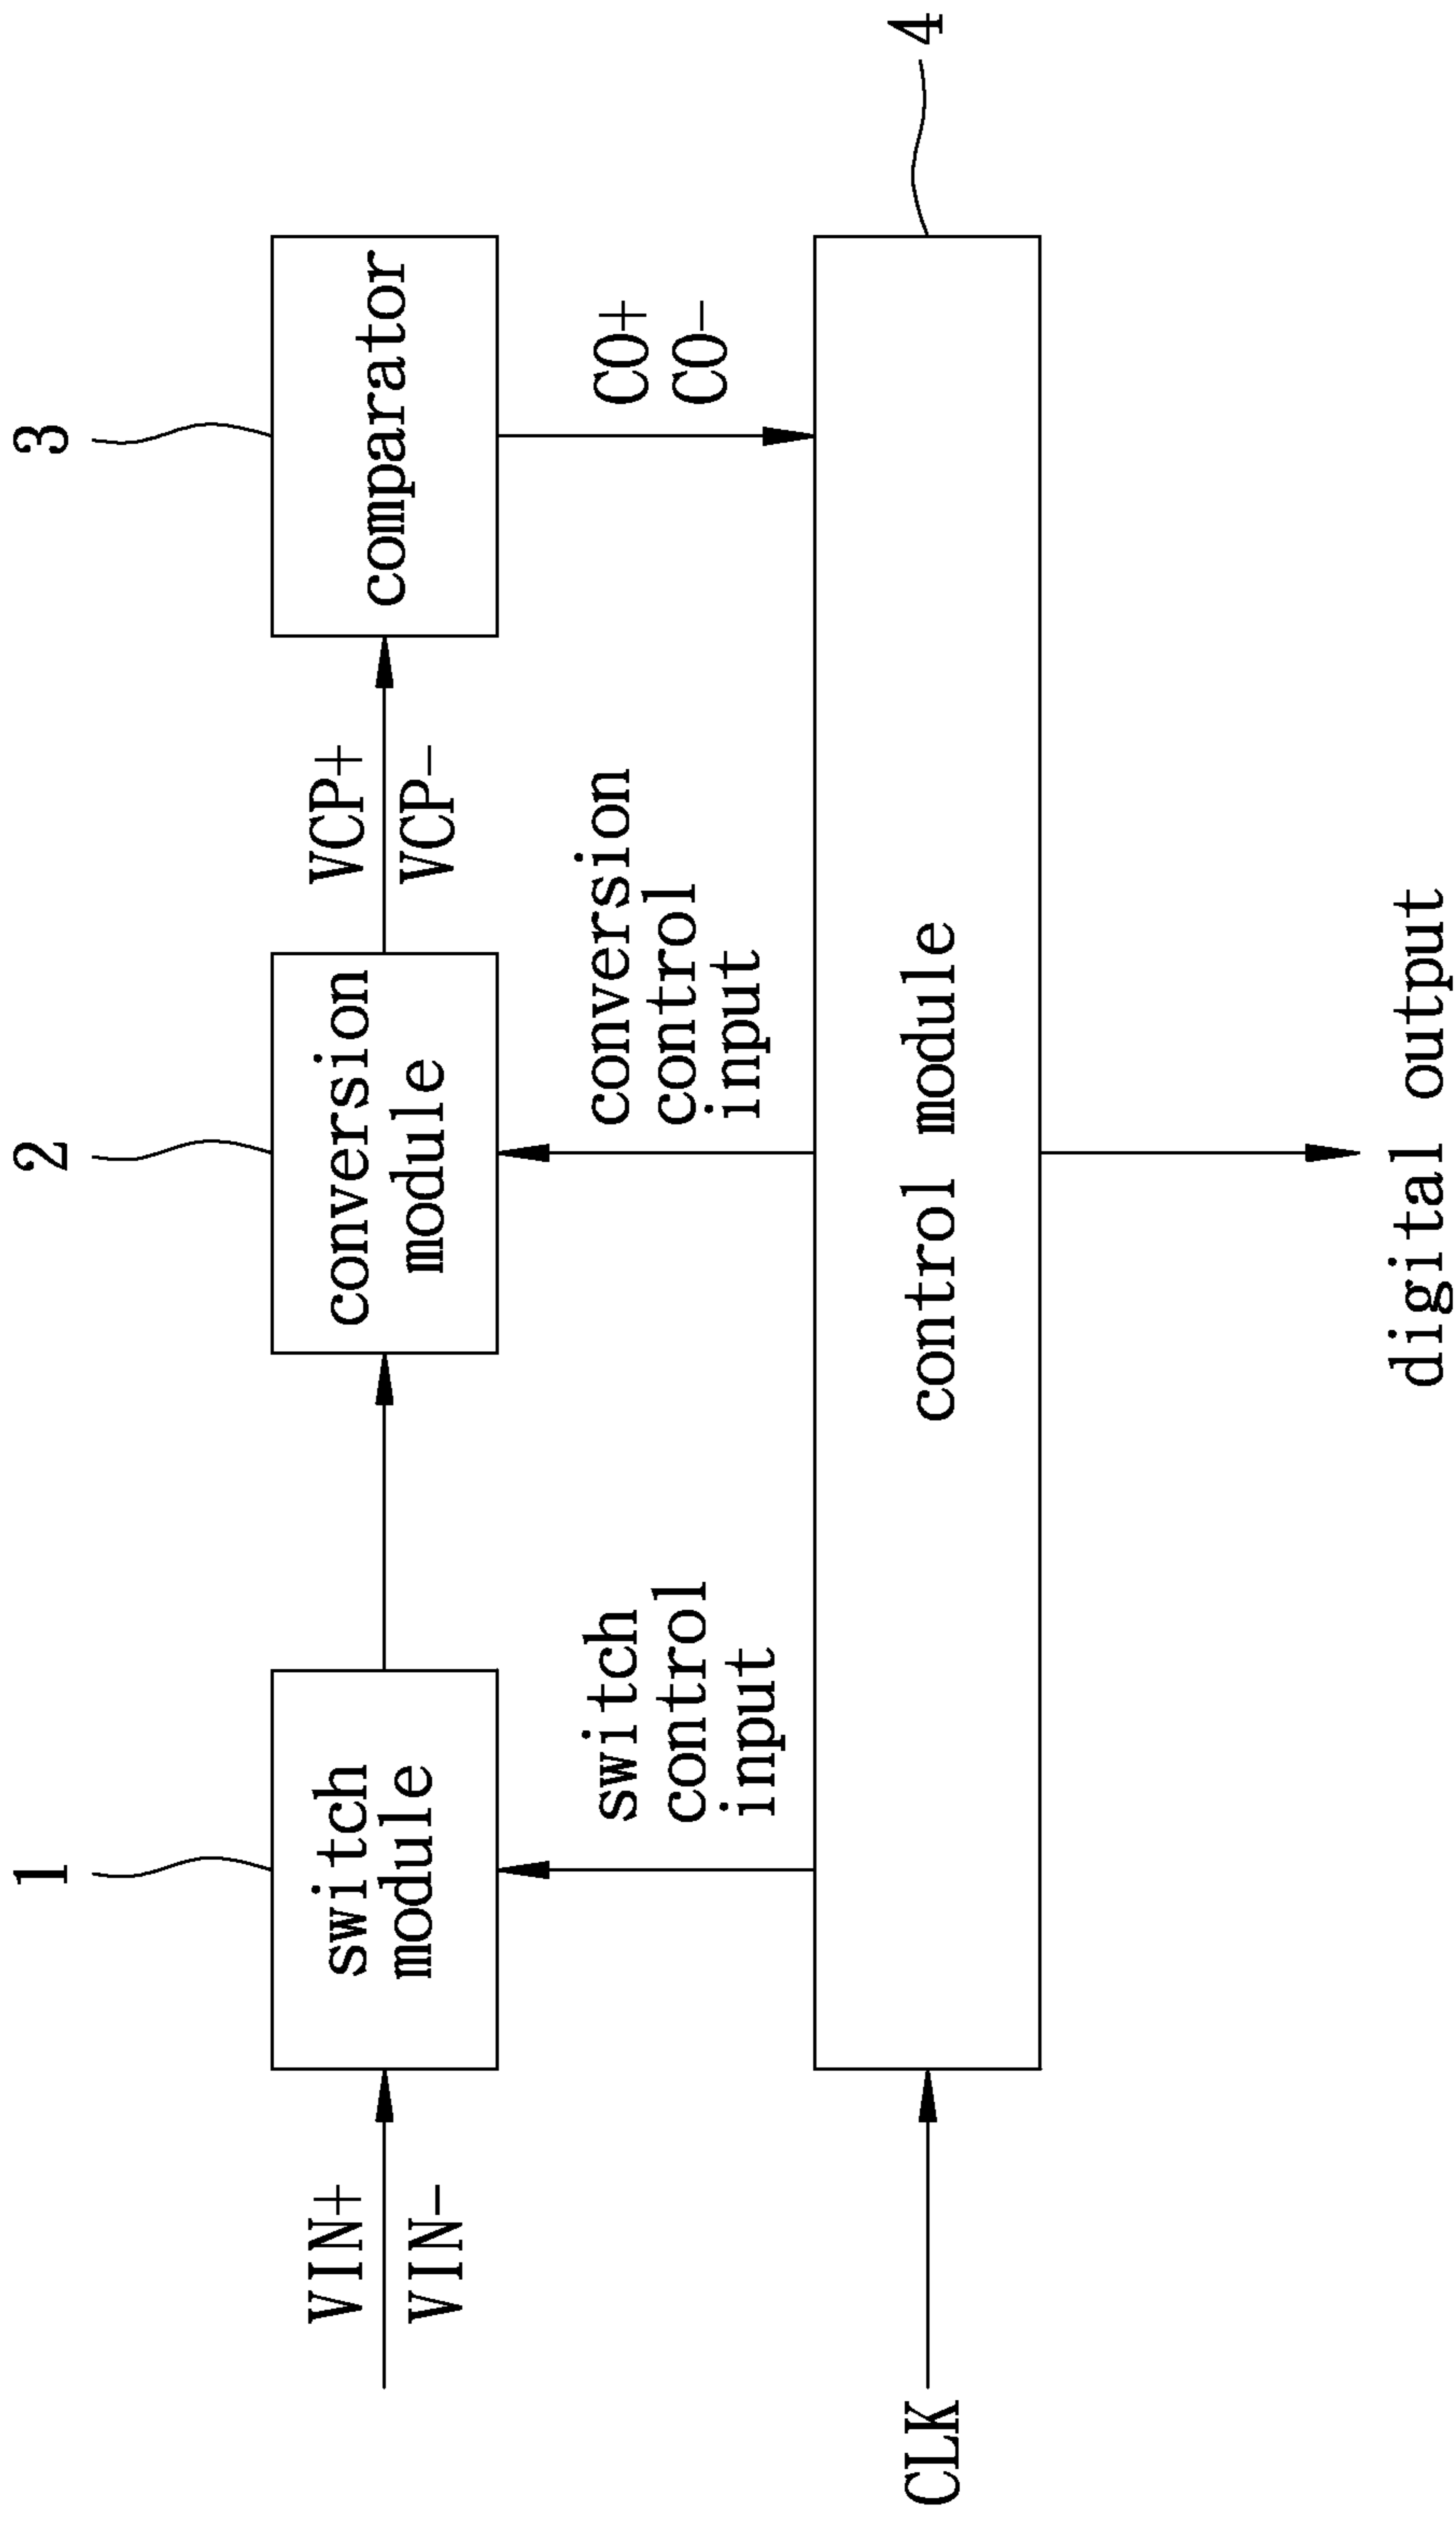 1
2
3
VIN+
VIN-
switch
module
conversion
module
VCP+
VCP-
comparator
switch
control
input
conversion
control
input
CO+
CO-
CLK
control module
4
digital output